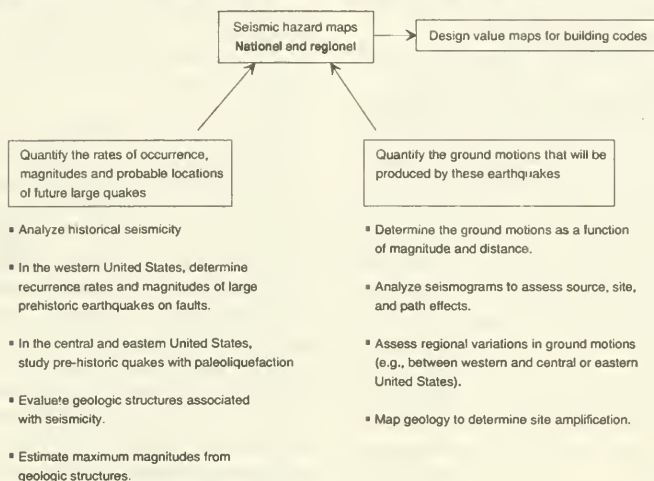 Seismic hazard maps
Nationel end regionel
Design value maps for building codes
Quantify the rates of occurrence,
magnitudes and probable locations
of future large quakes
▪ Analyze historical seismicity
▪ In the western United States, determine
recurrence rates and magnitudes of large
prehistoric earthquakes on faults.
▪ In the central and eastern United States,
study pre-historic quakes with paleoliquefaction
▪ Evaluete geologic structures associated
with seismicity.
▪ Estimate maximum magnitudes from
geologic structures.
Quantify the ground motions that will be
produced by these earthquakes
▪ Determine the ground motions as a function
of magnitude and distance.
▪ Analyze seismograms to assess source, site,
and path effects.
▪ Assess regional variations in ground motions
(e.g., between western and central or eastern
United States).
▪ Map geology to determine site amplification.